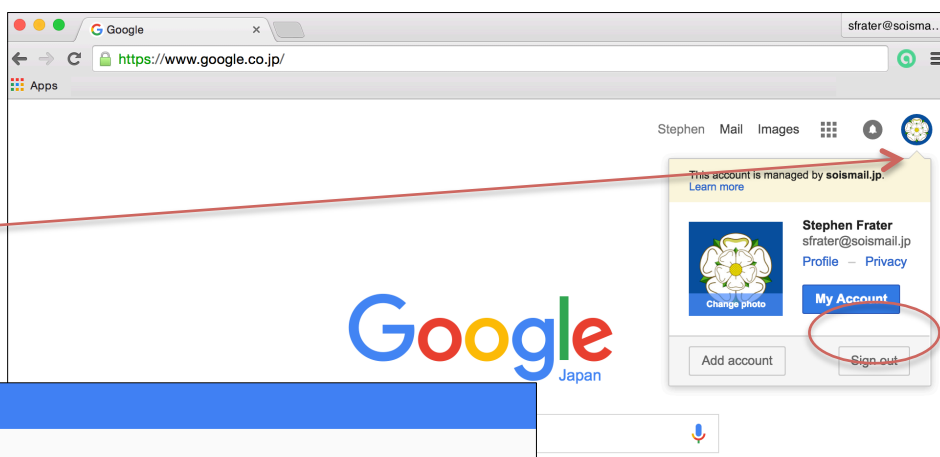 Google
sfrater@soisma...
https://www.google.co.jp/
Apps
Stephen Mail Images
This account is managed by soismail.jp.
Learn more
Stephen Frater
sfrater@soismail.jp
Profile – Privacy
Change photo
My Account
Add account
Sign out
Google
Japan